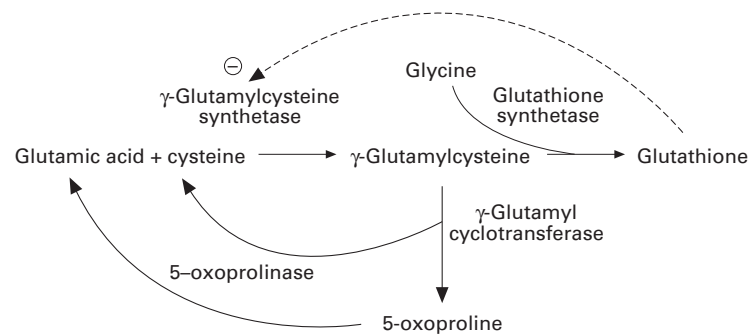 ⊖
Glycine
γ-Glutamylcysteine
synthetase
Glutathione
synthetase
Glutamic acid + cysteine
γ-Glutamylcysteine
Glutathione
γ-Glutamyl
cyclotransferase
5–oxoprolinase
5-oxoproline